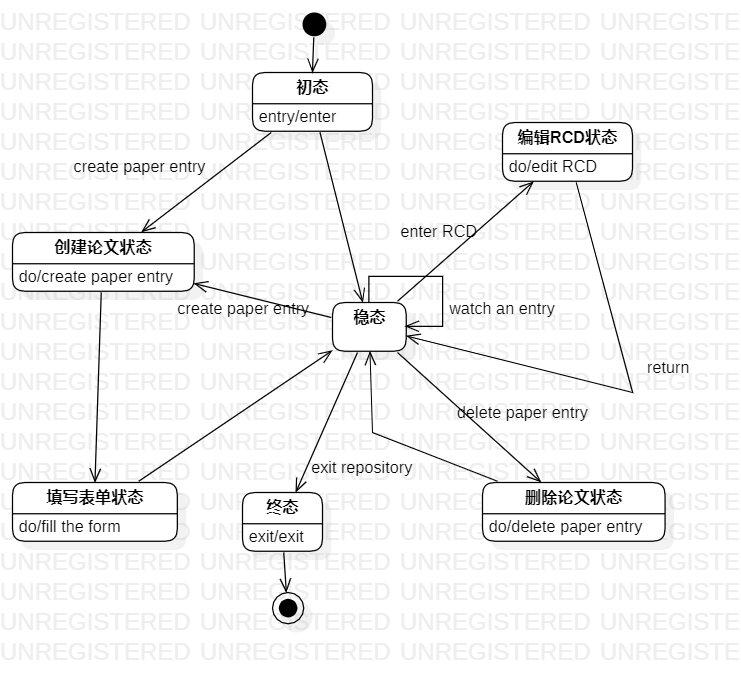 初态
entry/enter
编辑RCD状态
do/edit RCD
create paper entry
enter RCD
创建论文状态
do/create paper entry
create paper entry
稳态
watch an entry
return
delete paper entry
exit repository
填写表单状态
do/fill the form
终态
exit/exit
删除论文状态
do/delete paper entry
UNREGISTERED UNREGISTERED UNREGISTERED UNREGISTE